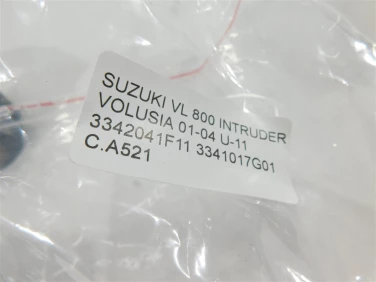 SUZUKI VL 800 INTRUDER
VOLUSIA 01-04 U-11
3342041F11 3341017G01
C.A521